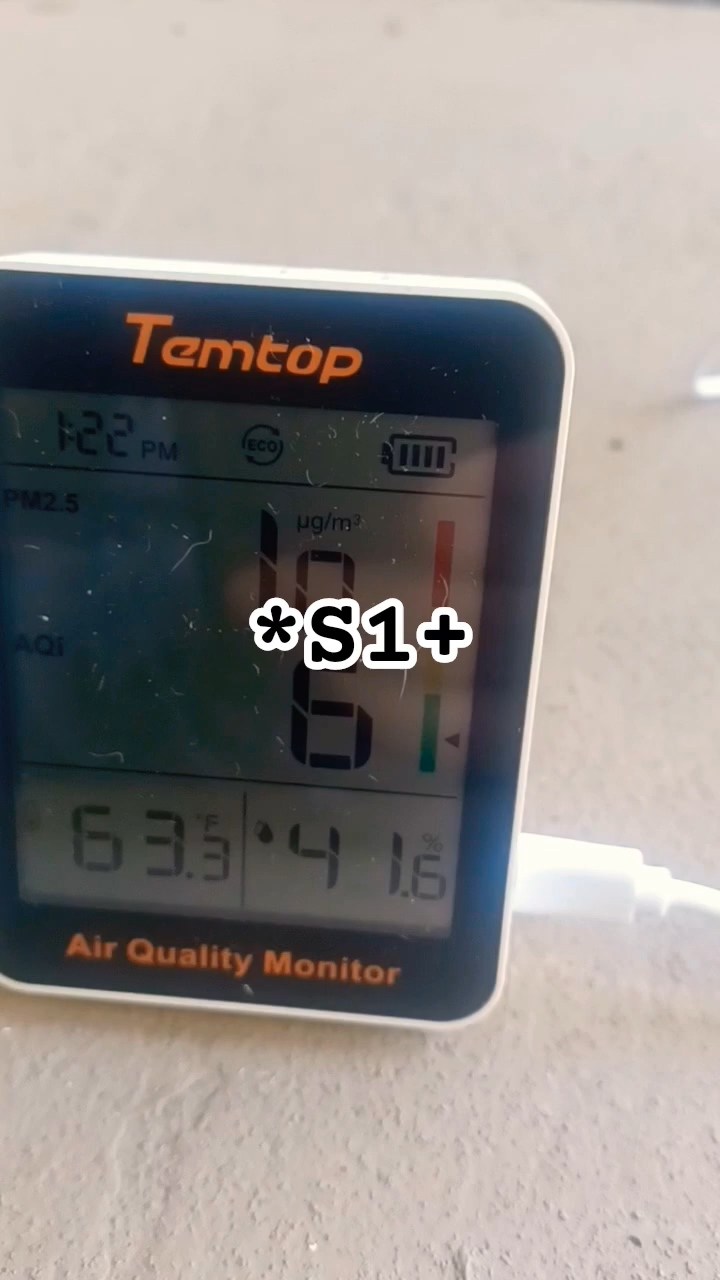 Temtop
1:22 PM ECO
PM2.5
µg/m³
*S1+
AQI
6
63.3 °F 41.6 %
Air Quality Monitor